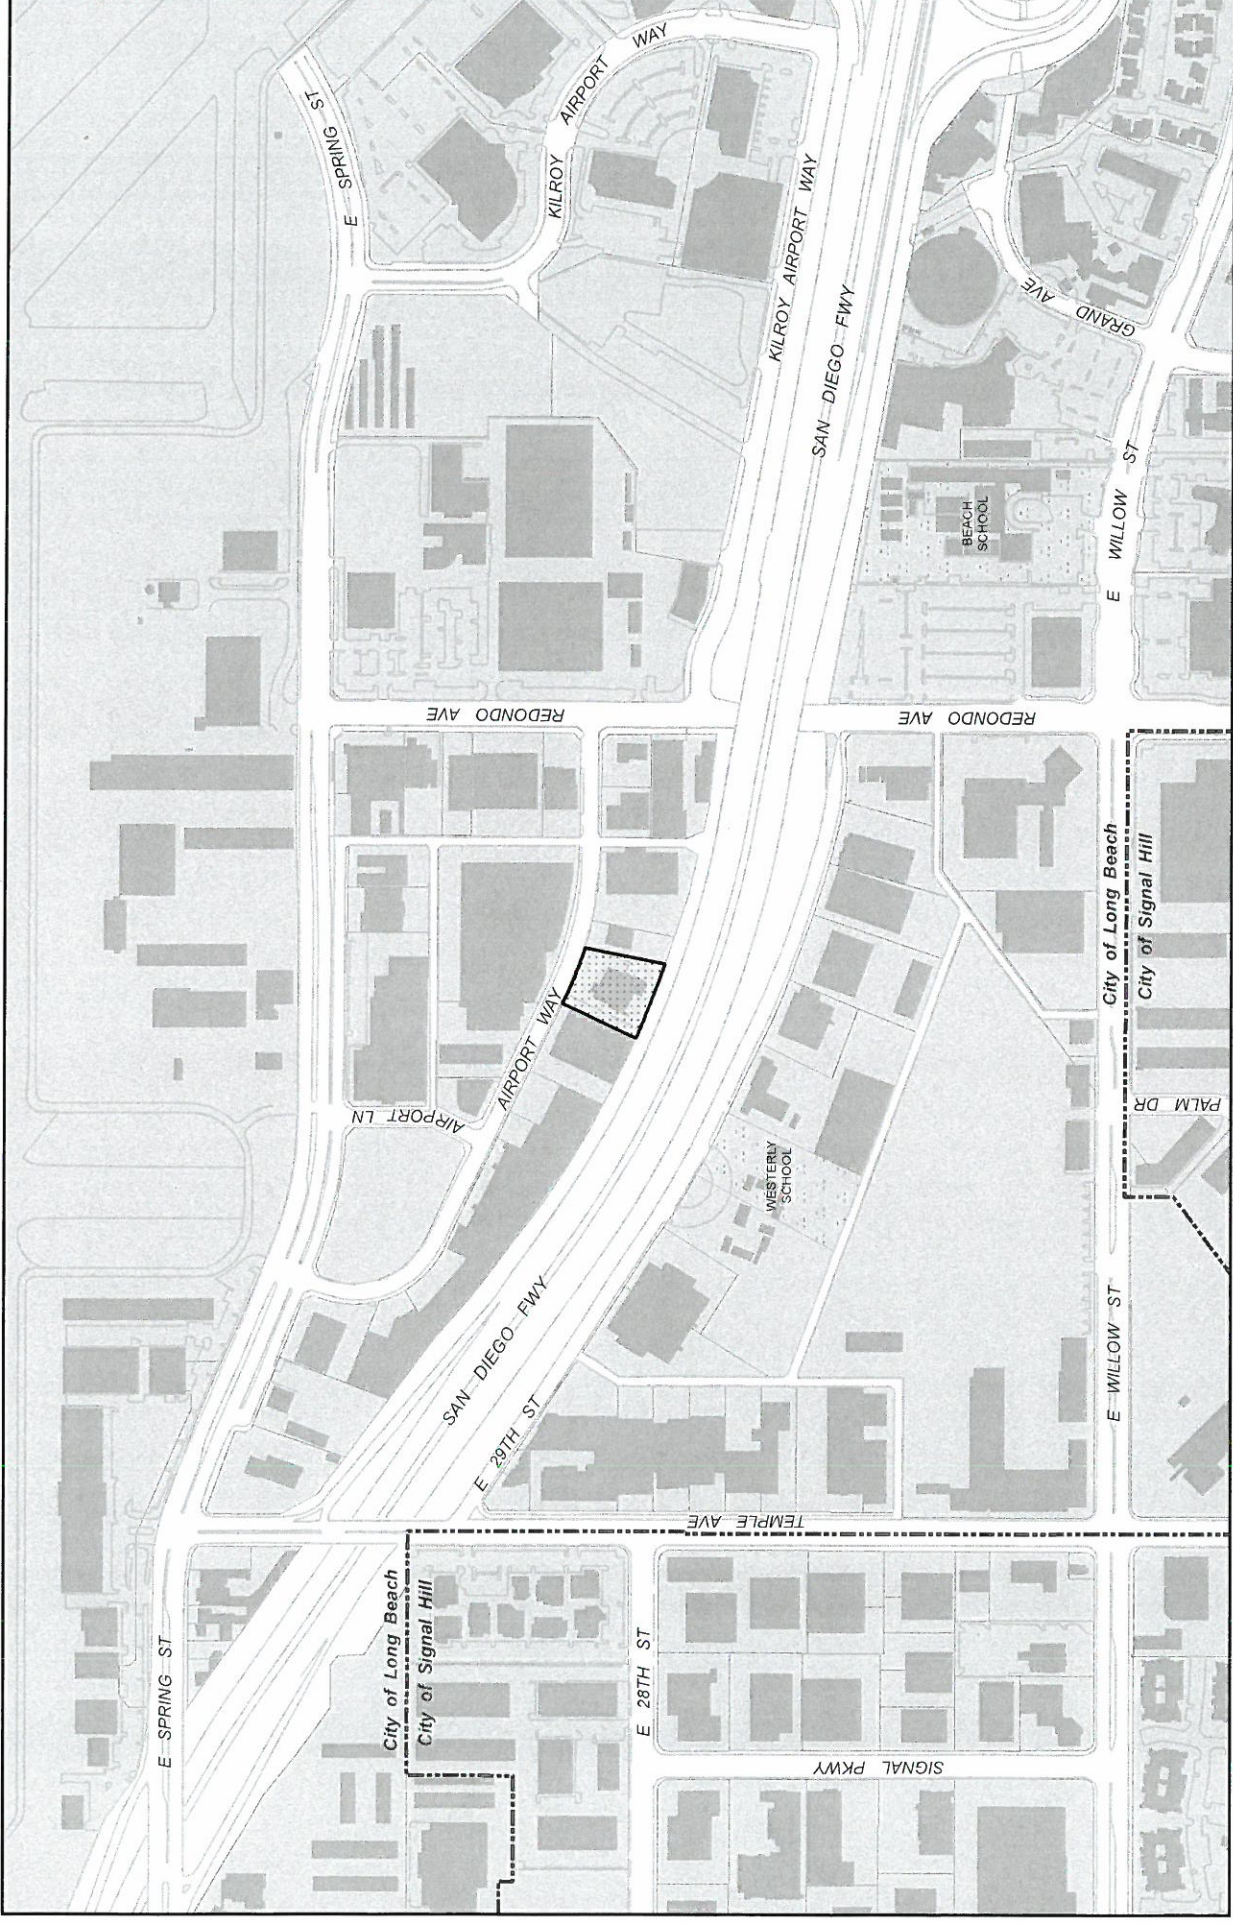 E SPRING ST
KILROY AIRPORT WAY
KILROY AIRPORT WAY
SAN DIEGO FWY
GRAND AVE
E WILLOW ST
BEACH
SCHOOL
REDONDO AVE
REDONDO AVE
City of Long Beach
City of Signal Hill
PALM DR
AIRPORT WAY
AIRPORT LN
WESTERLY
SCHOOL
SAN DIEGO FWY
E 29TH ST
E WILLOW ST
TEMPLE AVE
City of Long Beach
City of Signal Hill
E SPRING ST
E 28TH ST
SIGNAL PKWY